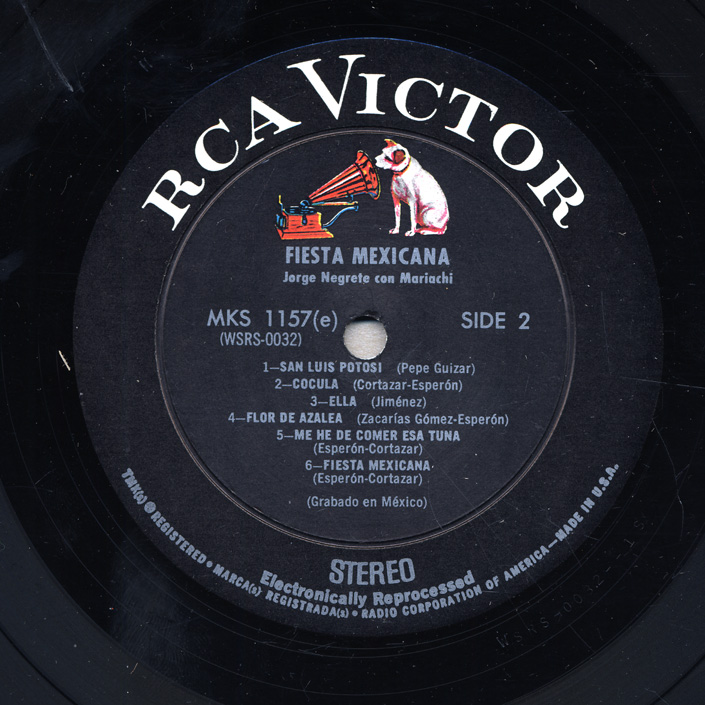 RCA VICTOR
FIESTA MEXICANA
Jorge Negrete con Mariachi
MKS 1157(e) SIDE 2
(WSRS-0032)
1—SAN LUIS POTOSI (Pepe Guizar)
2—COCULA (Cortazar-Esperón)
3—ELLA (Jiménez)
4—FLOR DE AZALEA (Zacarías Gómez-Esperón)
5—ME HE DE COMER ESA TUNA
(Esperón-Cortazar)
6—FIESTA MEXICANA
(Esperón-Cortazar)
(Grabado en México)
STEREO
Electronically Reprocessed
TMK(s) ® REGISTERED • MARCA(s) REGISTRADA(s) • RADIO CORPORATION OF AMERICA—MADE IN U.S.A.